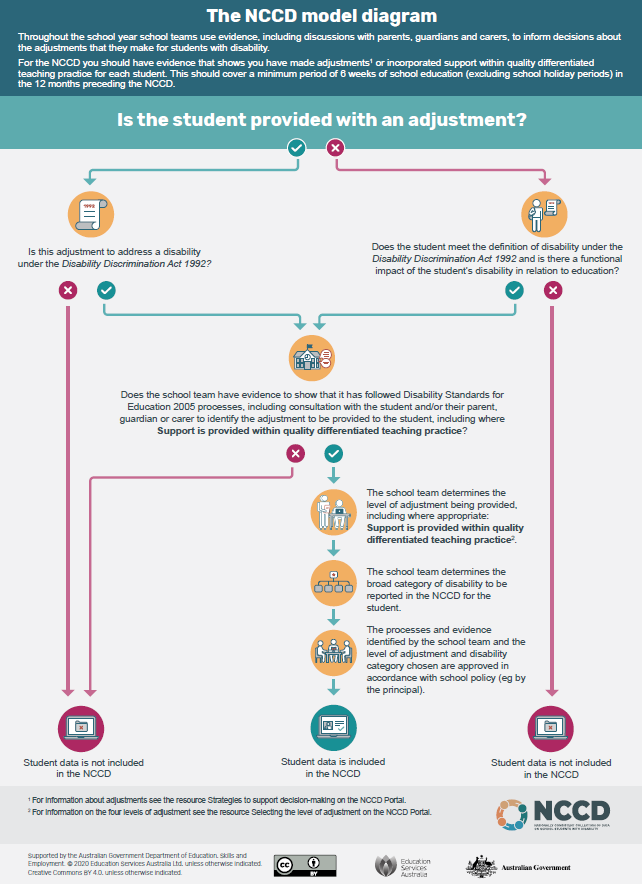 The NCCD model diagram
Throughout the school year school teams use evidence, including discussions with parents, guardians and carers, to inform decisions about
the adjustments that they make for students with disability.
For the NCCD you should have evidence that shows you have made adjustments¹ or incorporated support within quality differentiated
teaching practice for each student. This should cover a minimum period of 6 weeks of school education (excluding school holiday periods) in
the 12 months preceding the NCCD.
Is the student provided with an adjustment?
1992
Is this adjustment to address a disability
under the Disability Discrimination Act 1992?
Does the student meet the definition of disability under the
Disability Discrimination Act 1992 and is there a functional
impact of the student's disability in relation to education?
Does the school team have evidence to show that it has followed Disability Standards for
Education 2005 processes, including consultation with the student and/or their parent,
guardian or carer to identify the adjustment to be provided to the student, including where
Support is provided within quality differentiated teaching practice?
The school team determines the
level of adjustment being provided,
including where appropriate:
Support is provided within quality
differentiated teaching practice².
The school team determines the
broad category of disability to be
reported in the NCCD for the
student.
The processes and evidence
identified by the school team and the
level of adjustment and disability
category chosen are approved in
accordance with school policy (eg by
the principal).
Student data is not included
in the NCCD
Student data is included
in the NCCD
Student data is not included
in the NCCD
¹ For information about adjustments see the resource Strategies to support decision-making on the NCCD Portal.
² For information on the four levels of adjustment see the resource Selecting the level of adjustment on the NCCD Portal.
NCCD
NATIONALLY CONSISTENT COLLECTION OF DATA
ON SCHOOL STUDENTS WITH DISABILITY
Supported by the Australian Government Department of Education, Skills and
Employment. © 2020 Education Services Australia Ltd, unless otherwise indicated.
Creative Commons BY 4.0, unless otherwise indicated.
cc
BY
Education
Services
Australia
Australian Government